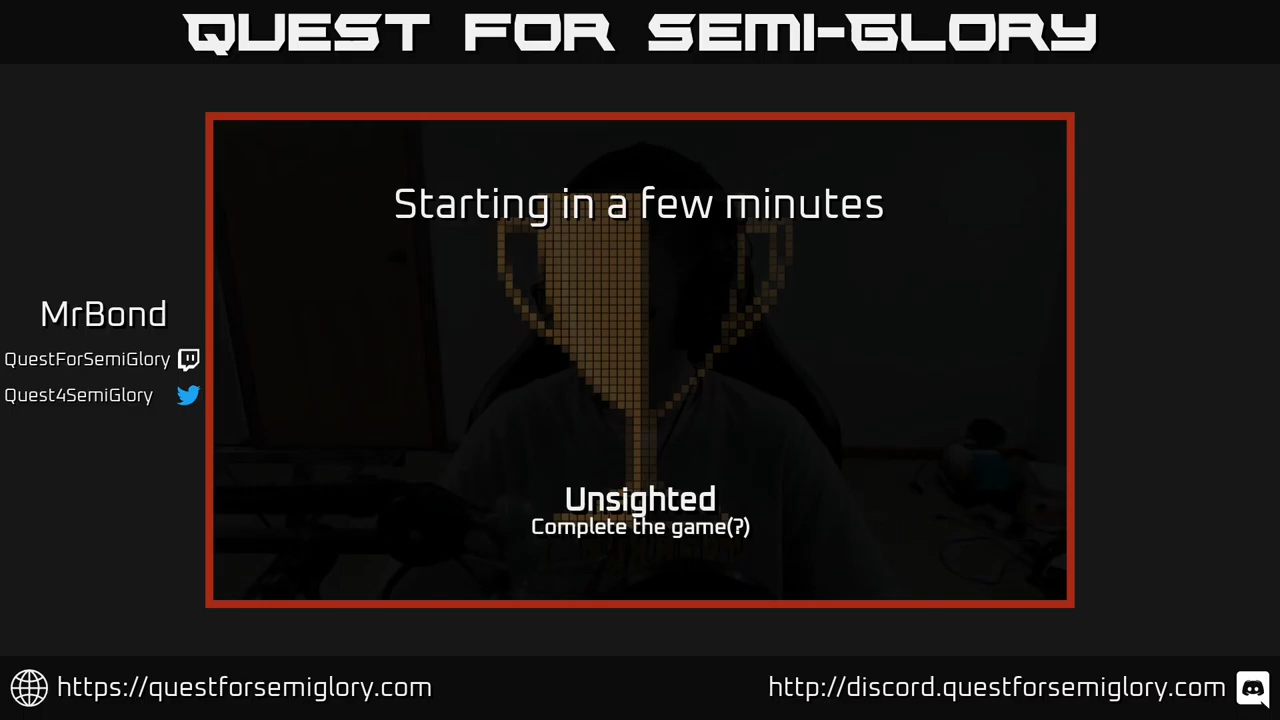 QUEST FOR SEMI-GLORY
Starting in a few minutes
MrBond
QuestForSemiGlory
Quest4SemiGlory
Unsighted
Complete the game(?)
https://questforsemiglory.com
http://discord.questforsemiglory.com